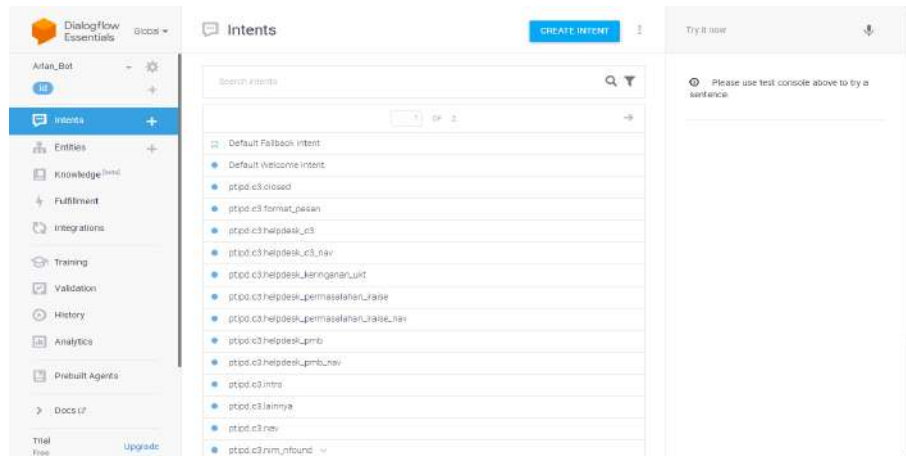 Dialogflow
Essentials
Global
Intents
CREATE INTENT
Try it now
Arlan_Bot
id
Search intents
Please use test console above to try a
sentence.
Intents
1 OF 2
Entities
Default Fallback Intent
Knowledge [beta]
Default Welcome Intent
ptipd.c3.closed
Fulfillment
ptipd.c3.format_pesan
Integrations
ptipd.c3.helpdesk_c3
ptipd.c3.helpdesk_c3_nav
Training
ptipd.c3.helpdesk_keringanan_ukt
Validation
ptipd.c3.helpdesk_permasalahan_iraise
History
ptipd.c3.helpdesk_permasalahan_iraise_nav
Analytics
ptipd.c3.helpdesk_pmb
ptipd.c3.helpdesk_pmb_nav
Prebuilt Agents
ptipd.c3.intro
Docs
ptipd.c3.lainnya
ptipd.c3.nav
Trial
Free
Upgrade
ptipd.c3.nim_nfound